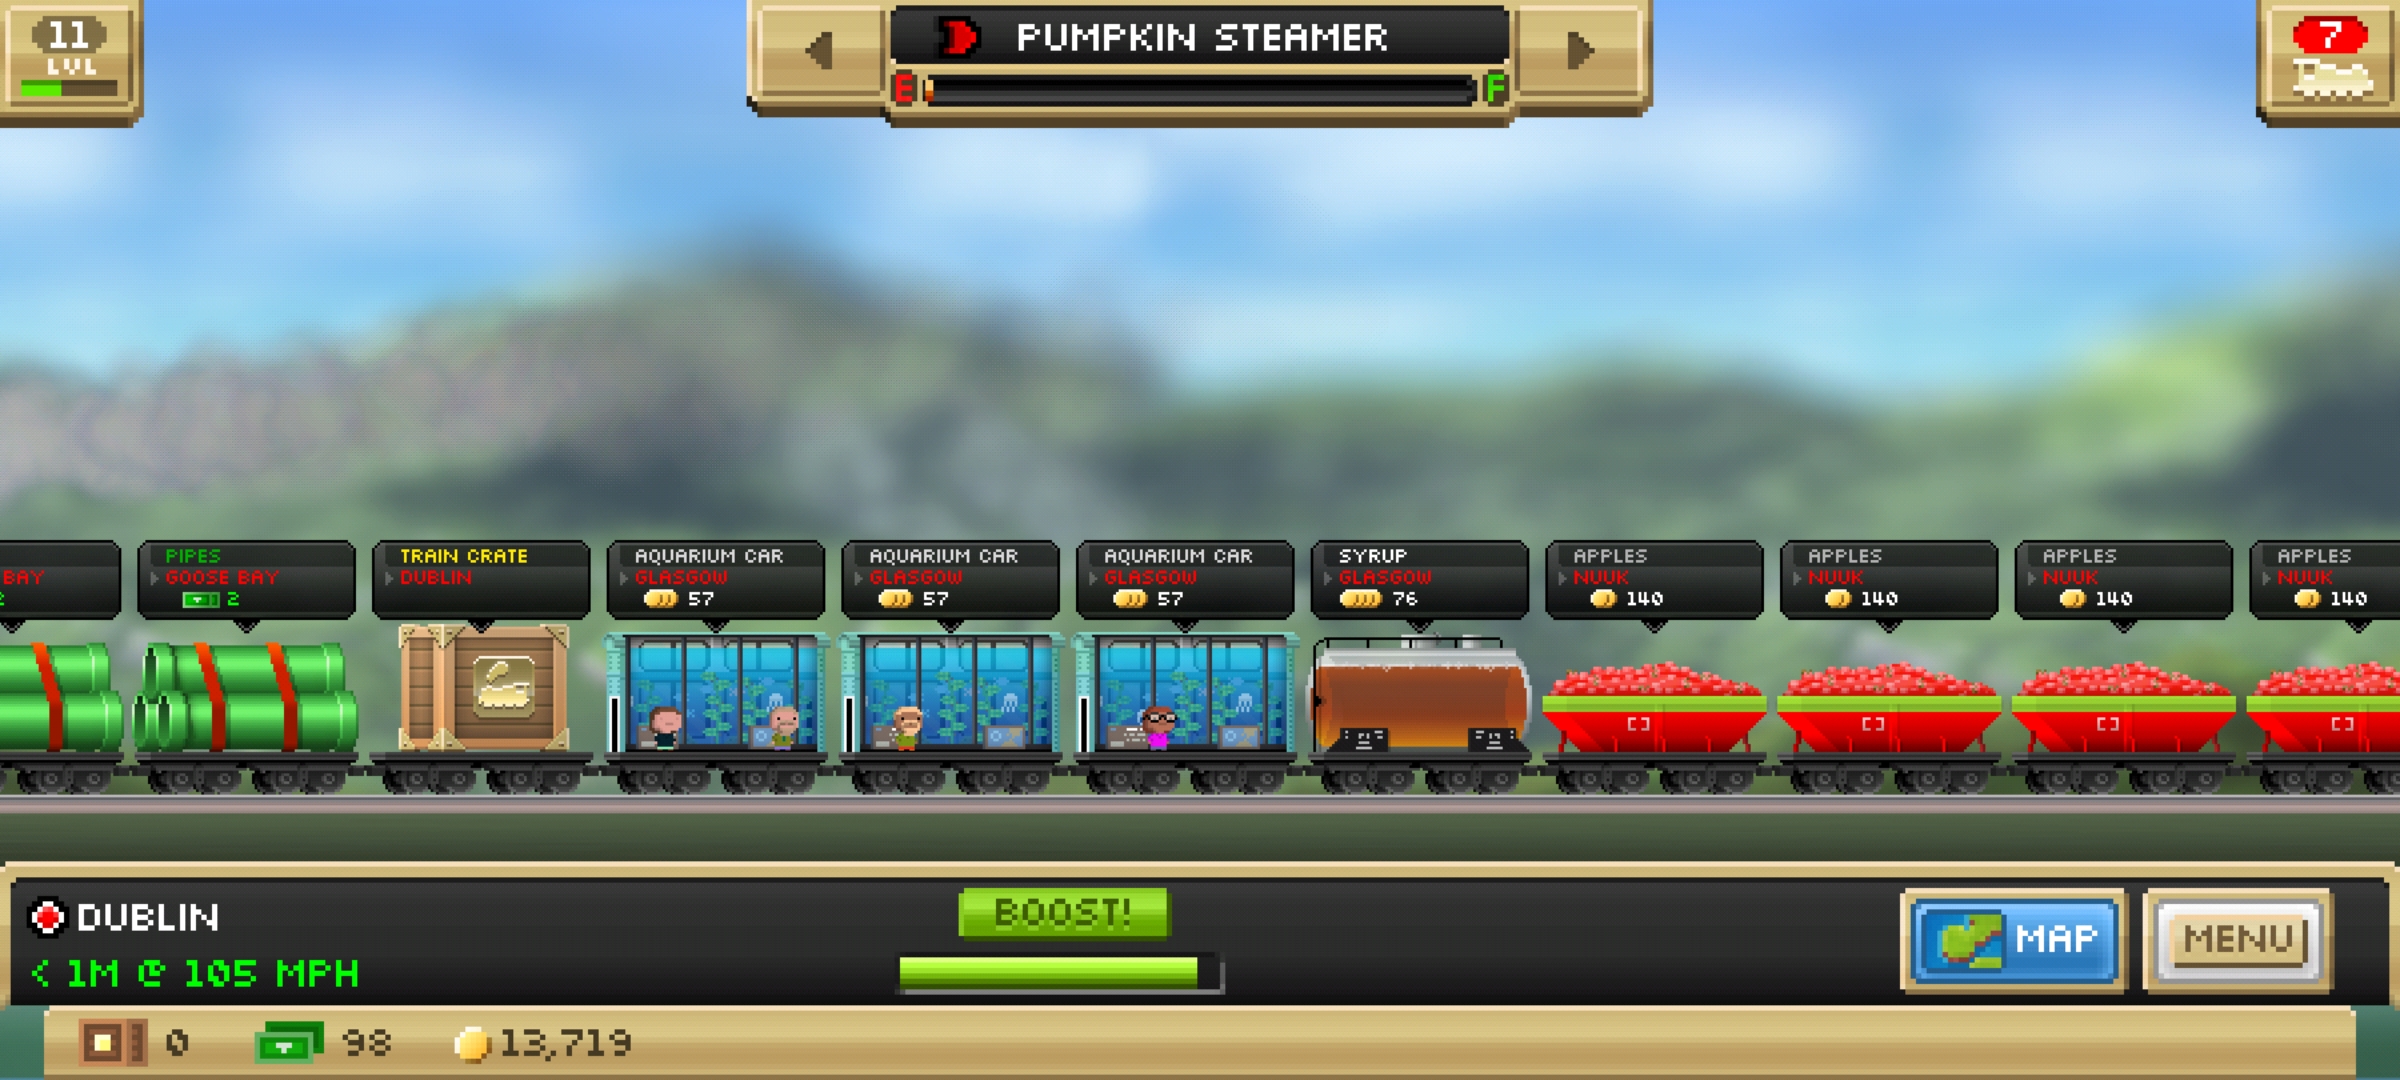 11
LVL
PUMPKIN STEAMER
E F
7
BAY
2
PIPES
GOOSE BAY
2
TRAIN CRATE
DUBLIN
AQUARIUM CAR
GLASGOW
57
AQUARIUM CAR
GLASGOW
57
AQUARIUM CAR
GLASGOW
57
SYRUP
GLASGOW
76
APPLES
NUUK
140
APPLES
NUUK
140
APPLES
NUUK
140
APPLES
NUUK
140
DUBLIN
< 1M @ 105 MPH
BOOST!
MAP
MENU
0
98
13,719